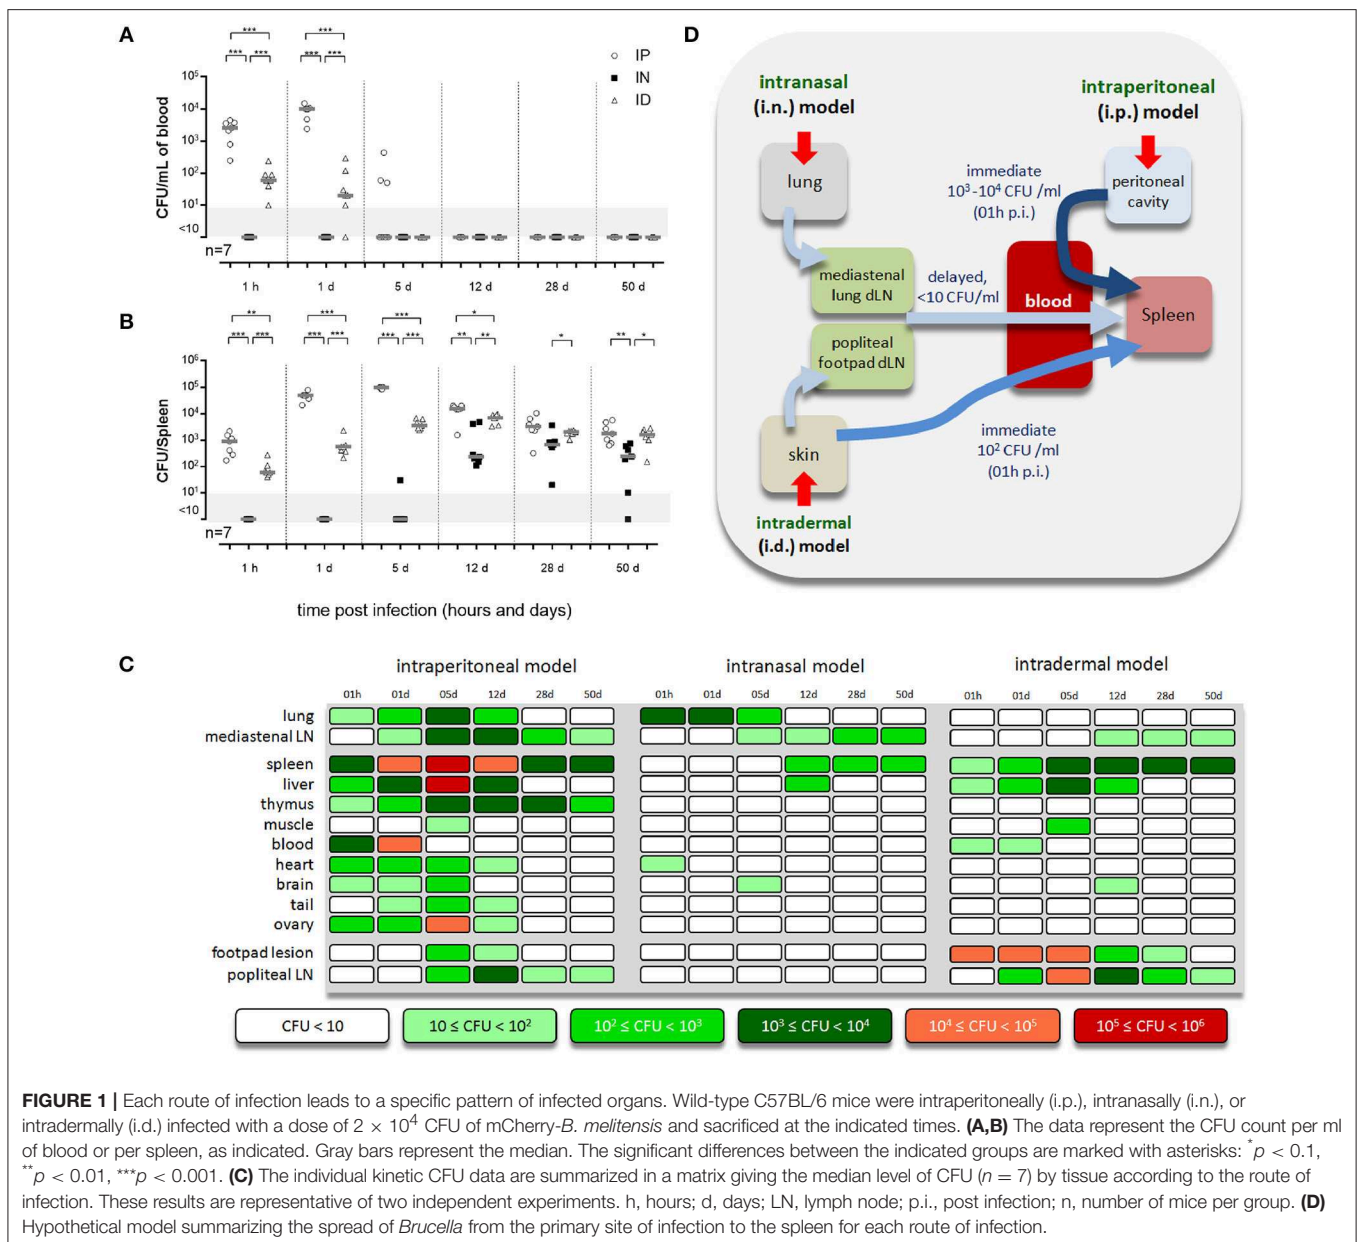 A
*** ***
*** *** *** ***
○ IP
■ IN
△ ID
CFU/mL of blood
10⁵
10⁴
10³
10²
10¹
<10
n=7
1 h 1 d 5 d 12 d 28 d 50 d
B
** *** *** *
*** *** *** *** *** *** ** ** * ** *
CFU/Spleen
10⁶
10⁵
10⁴
10³
10²
10¹
<10
n=7
1 h 1 d 5 d 12 d 28 d 50 d
time post infection (hours and days)
D
intranasal
(i.n.) model
intraperitoneal
(i.p.) model
lung
immediate
10³-10⁴ CFU /ml
(01h p.i.)
peritoneal
cavity
mediastenal
lung dLN
delayed,
<10 CFU/ml
blood
Spleen
popliteal
footpad dLN
skin
immediate
10² CFU /ml
(01h p.i.)
intradermal
(i.d.) model
C
intraperitoneal model intranasal model intradermal model
01h 01d 05d 12d 28d 50d 01h 01d 05d 12d 28d 50d 01h 01d 05d 12d 28d 50d
lung
mediastenal LN
spleen
liver
thymus
muscle
blood
heart
brain
tail
ovary
footpad lesion
popliteal LN
CFU < 10 10 ≤ CFU < 10² 10² ≤ CFU < 10³ 10³ ≤ CFU < 10⁴ 10⁴ ≤ CFU < 10⁵ 10⁵ ≤ CFU < 10⁶
FIGURE 1 | Each route of infection leads to a specific pattern of infected organs. Wild-type C57BL/6 mice were intraperitoneally (i.p.), intranasally (i.n.), or
intradermally (i.d.) infected with a dose of 2 × 10⁴ CFU of mCherry-B. melitensis and sacrificed at the indicated times. (A,B) The data represent the CFU count per ml
of blood or per spleen, as indicated. Gray bars represent the median. The significant differences between the indicated groups are marked with asterisks: *p < 0.1,
**p < 0.01, ***p < 0.001. (C) The individual kinetic CFU data are summarized in a matrix giving the median level of CFU (n = 7) by tissue according to the route of
infection. These results are representative of two independent experiments. h, hours; d, days; LN, lymph node; p.i., post infection; n, number of mice per group. (D)
Hypothetical model summarizing the spread of Brucella from the primary site of infection to the spleen for each route of infection.